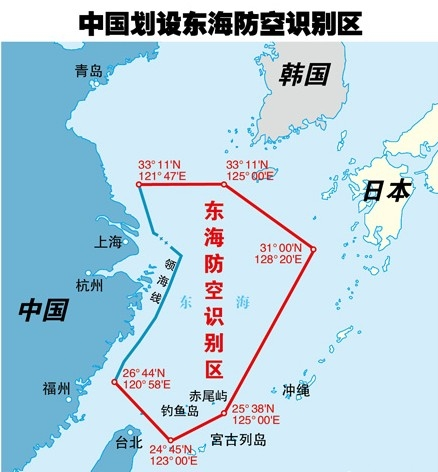 中国划设东海防空识别区
青岛
韩国
33°11'N
121°47'E
33°11'N
125°00'E
日本
上海
东海防空识别区
31°00'N
128°20'E
领海线
杭州
东海
中国
26°44'N
120°58'E
福州
赤尾屿
钓鱼岛
冲绳
25°38'N
125°00'E
台北
24°45'N
123°00'E
宫古列岛